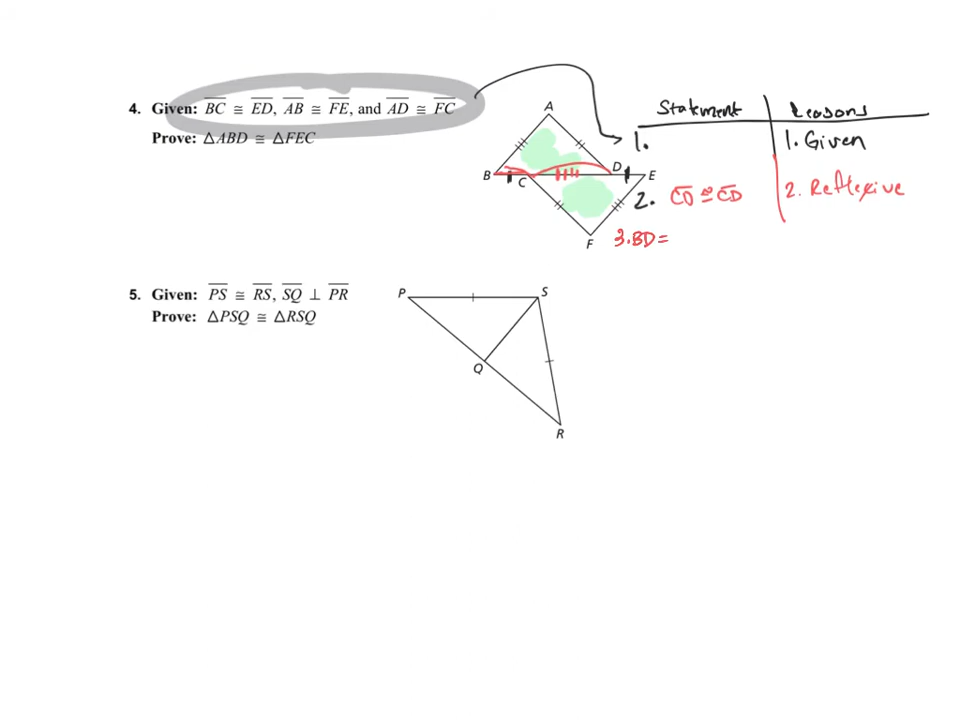 4. Given: BC ≅ ED, AB ≅ FE, and AD ≅ FC
Prove: △ABD ≅ △FEC
A
B
C
D
E
F
Statement
Reasons
1.
1. Given
2. CD ≅ CD
2. Reflexive
3. BD =
5. Given: PS ≅ RS, SQ ⊥ PR
Prove: △PSQ ≅ △RSQ
P
S
Q
R